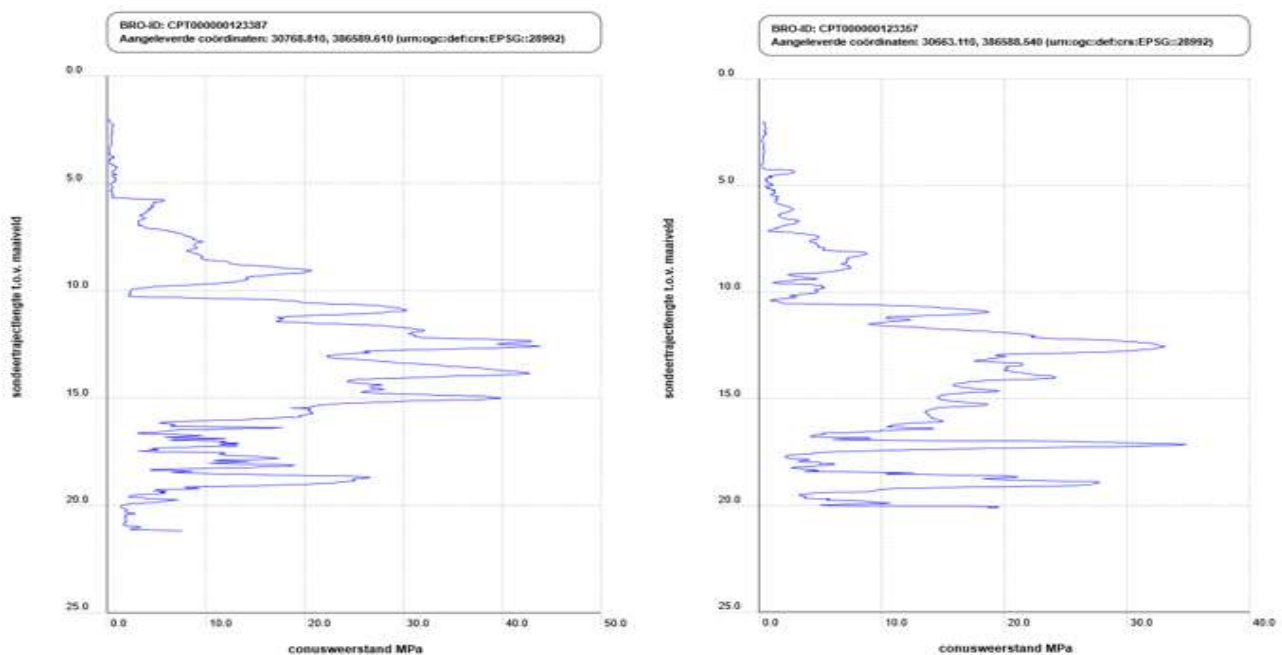 BRO-ID: CPT000000123387
Aangeleverde coördinaten: 30768.810, 386589.610 (urn:ogc:def:crs:EPSG::28992)
0.0
5.0
10.0
15.0
20.0
25.0
sondeertrajectlengte t.o.v. maaiveld
0.0 10.0 20.0 30.0 40.0 50.0
conusweerstand MPa
BRO-ID: CPT000000123357
Aangeleverde coördinaten: 30663.110, 386588.540 (urn:ogc:def:crs:EPSG::28992)
0.0
5.0
10.0
15.0
20.0
25.0
sondeertrajectlengte t.o.v. maaiveld
0.0 10.0 20.0 30.0 40.0
conusweerstand MPa